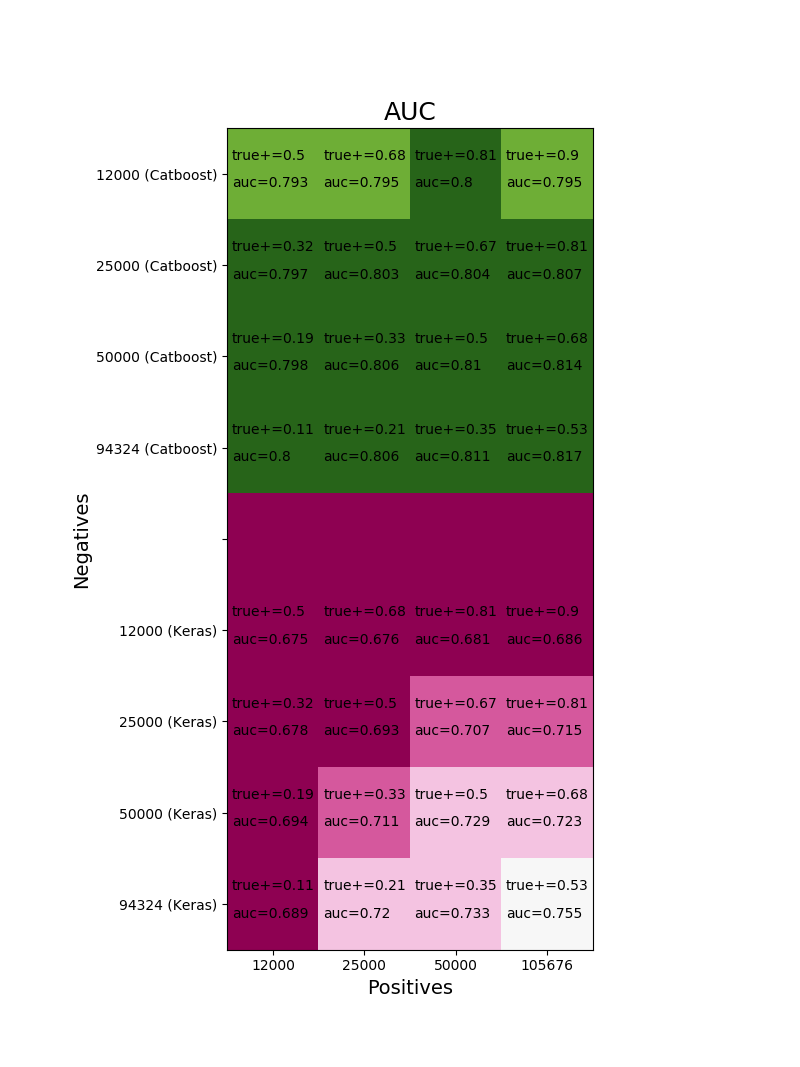 AUC
true+=0.5 true+=0.68 true+=0.81 true+=0.9
12000 (Catboost)
auc=0.793 auc=0.795 auc=0.8 auc=0.795
true+=0.32 true+=0.5 true+=0.67 true+=0.81
25000 (Catboost)
auc=0.797 auc=0.803 auc=0.804 auc=0.807
true+=0.19 true+=0.33 true+=0.5 true+=0.68
50000 (Catboost)
auc=0.798 auc=0.806 auc=0.81 auc=0.814
true+=0.11 true+=0.21 true+=0.35 true+=0.53
94324 (Catboost)
auc=0.8 auc=0.806 auc=0.811 auc=0.817
Negatives
true+=0.5 true+=0.68 true+=0.81 true+=0.9
12000 (Keras)
auc=0.675 auc=0.676 auc=0.681 auc=0.686
true+=0.32 true+=0.5 true+=0.67 true+=0.81
25000 (Keras)
auc=0.678 auc=0.693 auc=0.707 auc=0.715
true+=0.19 true+=0.33 true+=0.5 true+=0.68
50000 (Keras)
auc=0.694 auc=0.711 auc=0.729 auc=0.723
true+=0.11 true+=0.21 true+=0.35 true+=0.53
94324 (Keras)
auc=0.689 auc=0.72 auc=0.733 auc=0.755
12000 25000 50000 105676
Positives